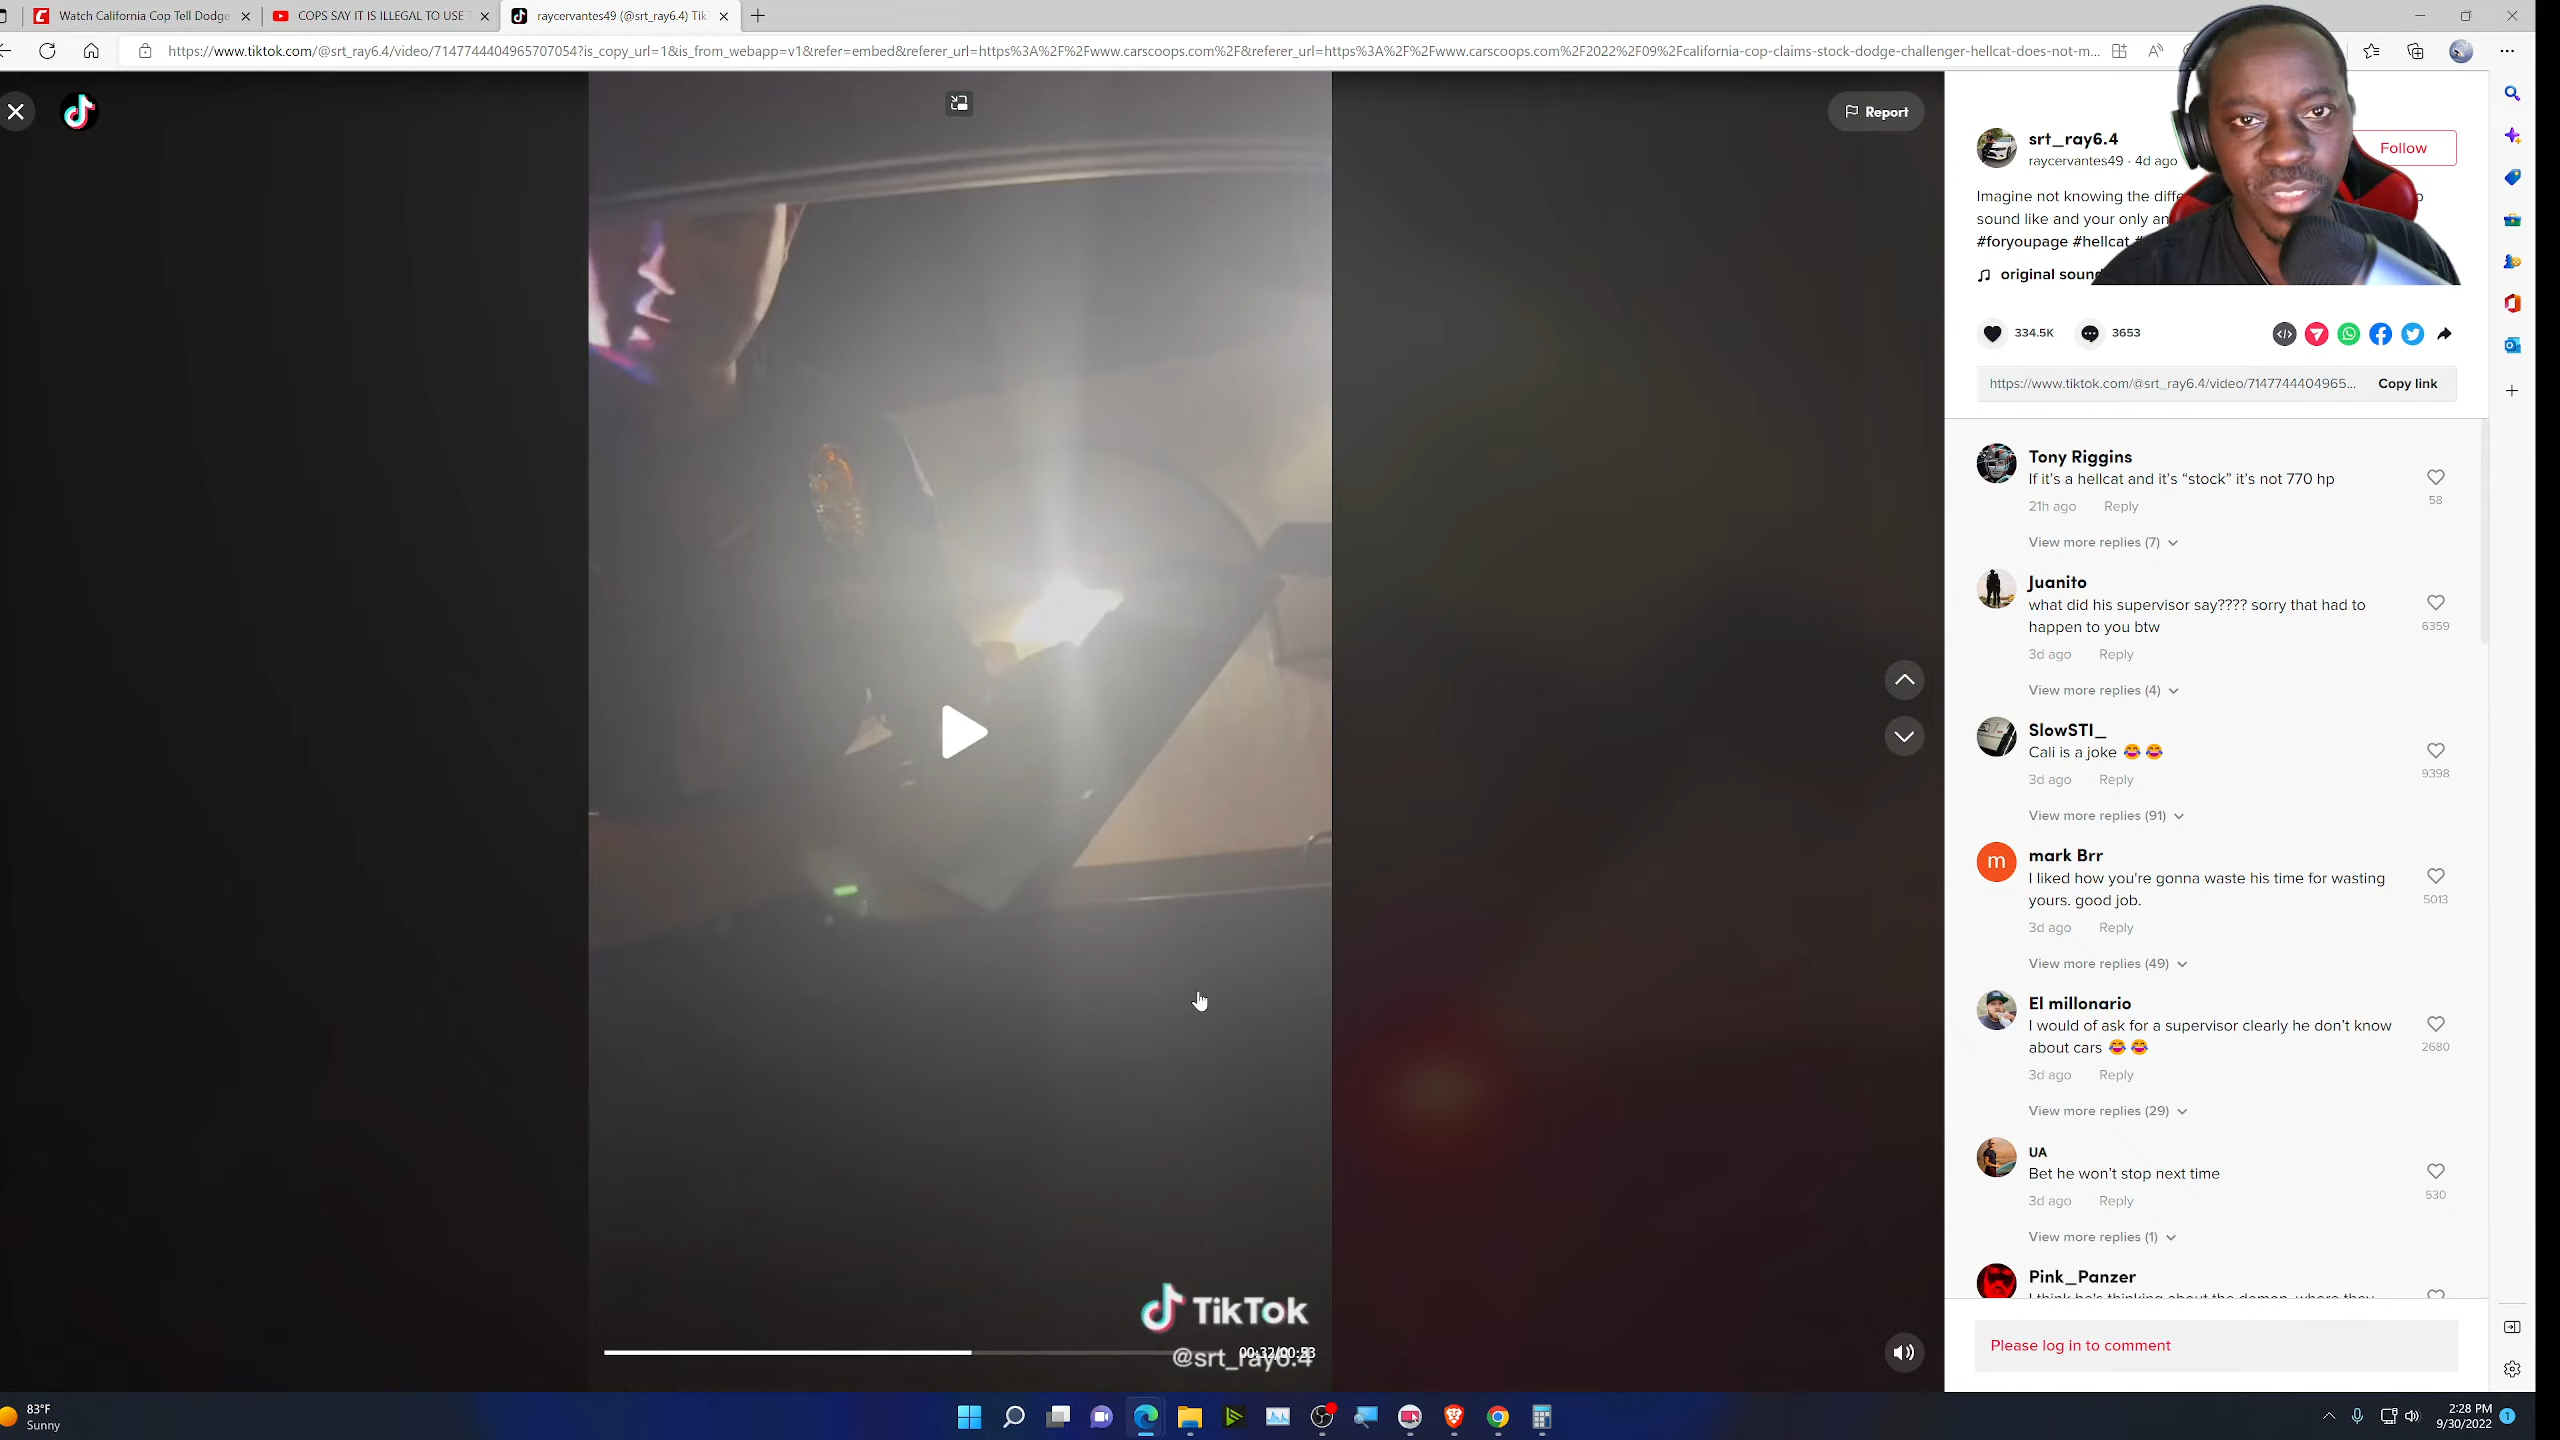 Watch California Cop Tell Dodge
COPS SAY IT IS ILLEGAL TO USE
raycervantes49 (@srt_ray6.4) Tik
https://www.tiktok.com/@srt_ray6.4/video/7147744404965707054?is_copy_url=1&is_from_webapp=v1&refer=embed&referer_url=https%3A%2F%2Fwww.carscoops.com%2F&referer_url=https%3A%2F%2Fwww.carscoops.com%2F2022%2F09%2Fcalifornia-cop-claims-stock-dodge-challenger-hellcat-does-not-m...
Report
srt_ray6.4
raycervantes49 · 4d ago
Follow
Imagine not knowing the
sound like and your only
#foryoupage #hellcat
original
334.5K
3653
https://www.tiktok.com/@srt_ray6.4/video/7147744404965...
Copy link
Tony Riggins
If it's a hellcat and it's “stock” it's not 770 hp
58
21h ago Reply
View more replies (7)
Juanito
what did his supervisor say???? sorry that had to
happen to you btw
6359
3d ago Reply
View more replies (4)
SlowSTI_
Cali is a joke 😂 😂
9398
3d ago Reply
View more replies (91)
mark Brr
m
I liked how you're gonna waste his time for wasting
yours. good job.
5013
3d ago Reply
View more replies (49)
El millonario
I would of ask for a supervisor clearly he don't know
about cars 😂 😂
2680
3d ago Reply
View more replies (29)
UA
Bet he won't stop next time
530
3d ago Reply
View more replies (1)
Pink_Panzer
I think he's thinking about the demon, where they
Please log in to comment
TikTok
@srt_ray6.4
00:32/00:53
83°F
Sunny
2:28 PM
9/30/2022
1